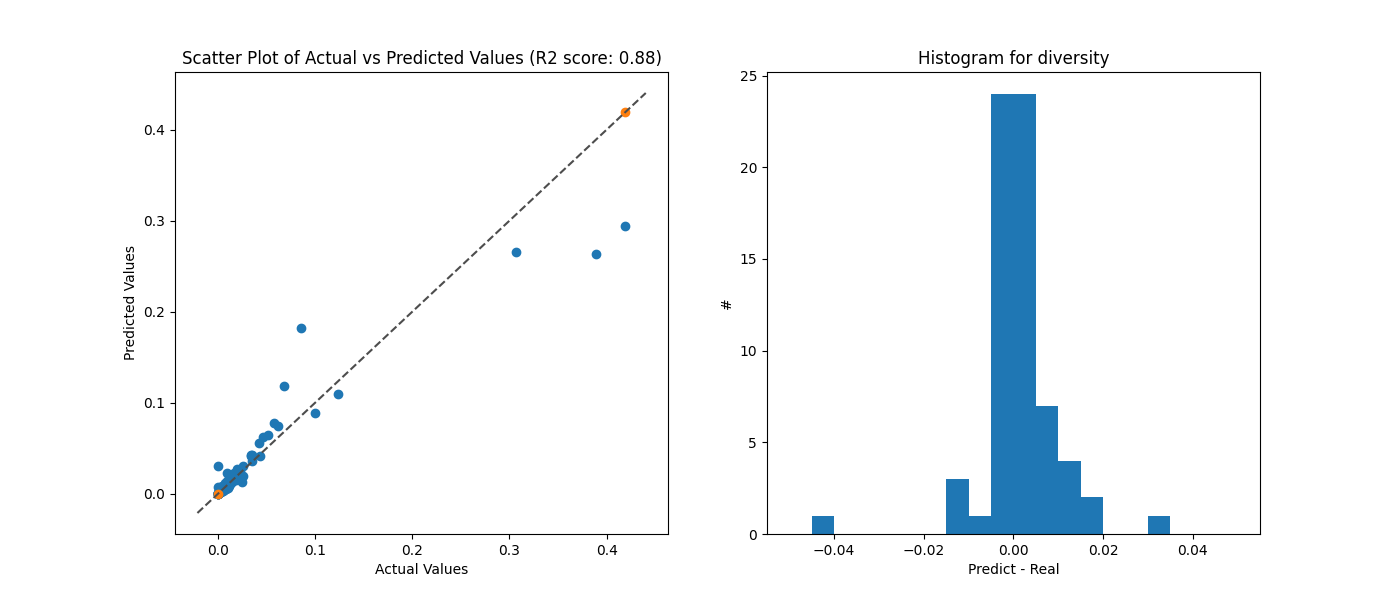 Scatter Plot of Actual vs Predicted Values (R2 score: 0.88)
Predicted Values
0.4
0.3
0.2
0.1
0.0
0.0 0.1 0.2 0.3 0.4
Actual Values
Histogram for diversity
#
25
20
15
10
5
0
−0.04 −0.02 0.00 0.02 0.04
Predict - Real